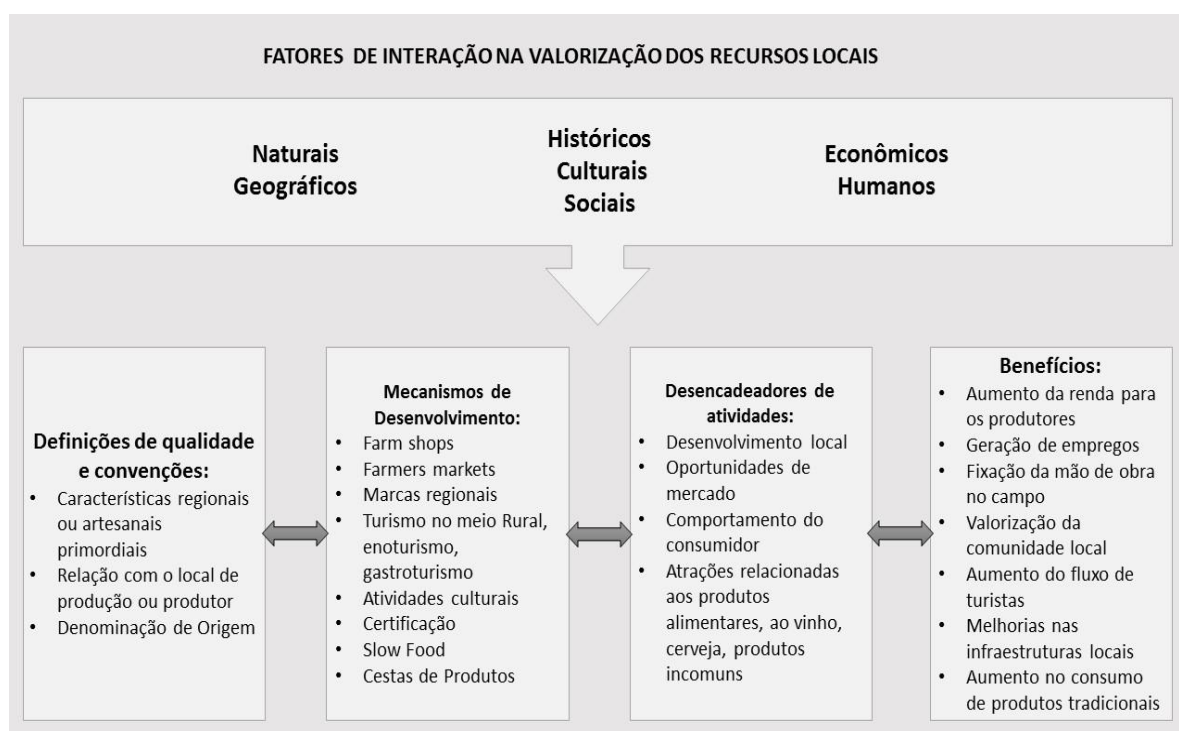 FATORES DE INTERAÇÃO NA VALORIZAÇÃO DOS RECURSOS LOCAIS
Naturais
Geográficos
Históricos
Culturais
Sociais
Econômicos
Humanos
Definições de qualidade
e convenções:
• Características regionais
ou artesanais
primordiais
• Relação com o local de
produção ou produtor
• Denominação de Origem
Mecanismos de
Desenvolvimento:
• Farm shops
• Farmers markets
• Marcas regionais
• Turismo no meio Rural,
enoturismo,
gastroturismo
• Atividades culturais
• Certificação
• Slow Food
• Cestas de Produtos
Desencadeadores de
atividades:
• Desenvolvimento local
• Oportunidades de
mercado
• Comportamento do
consumidor
• Atrações relacionadas
aos produtos
alimentares, ao vinho,
cerveja, produtos
incomuns
Benefícios:
• Aumento da renda para
os produtores
• Geração de empregos
• Fixação da mão de obra
no campo
• Valorização da
comunidade local
• Aumento do fluxo de
turistas
• Melhorias nas
infraestruturas locais
• Aumento no consumo
de produtos tradicionais